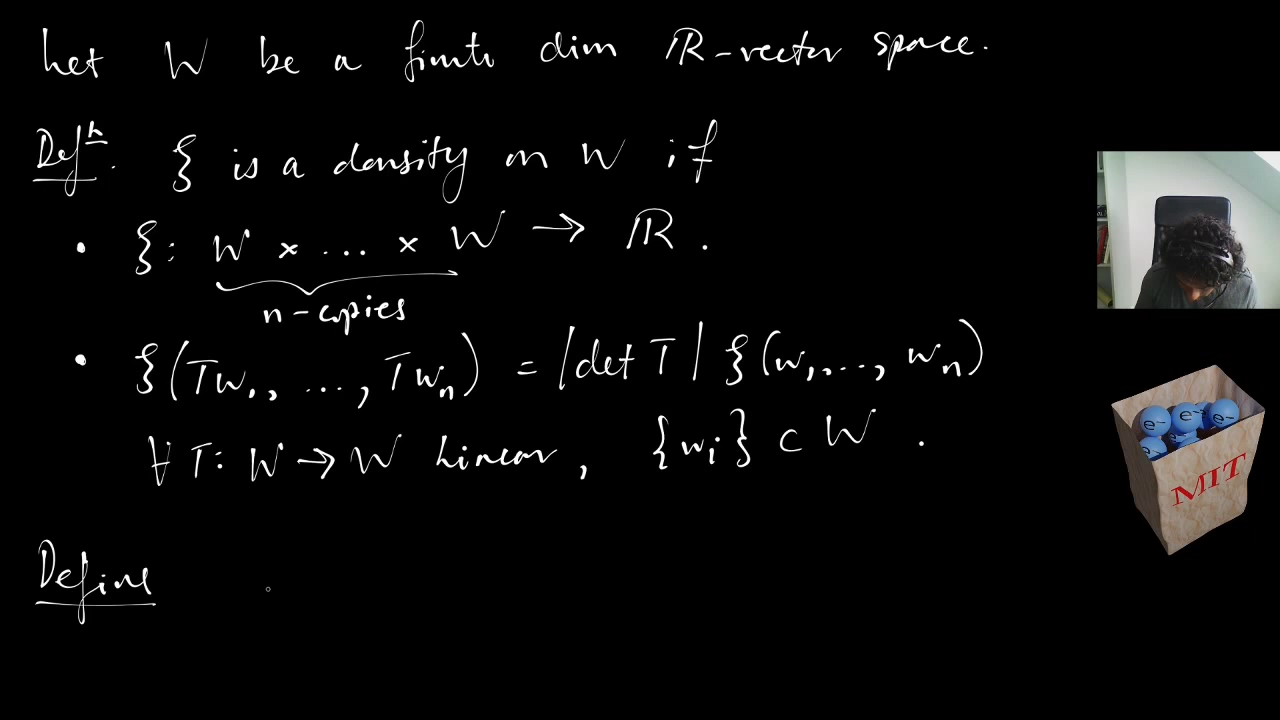 Let W be a finite dim ℝ-vector space.
Defⁿ. ξ is a density on W if
• ξ: W × ... × W → ℝ.
n-copies
• ξ(Tw₁, ..., Twₙ) = |det T| ξ(w₁, ..., wₙ)
∀ T: W → W linear, {wᵢ} ⊂ W.
Define
e⁻ e⁻ e⁻ e⁻
MIT